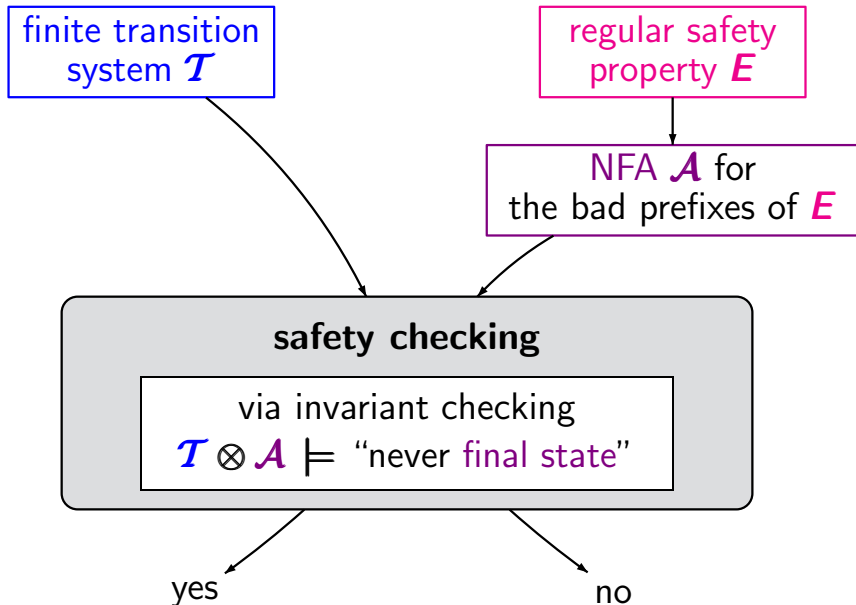 finite transition
system 𝓣
regular safety
property E
NFA 𝓐 for
the bad prefixes of E
safety checking
via invariant checking
𝓣 ⊗ 𝓐 ⊨ “never final state”
yes
no